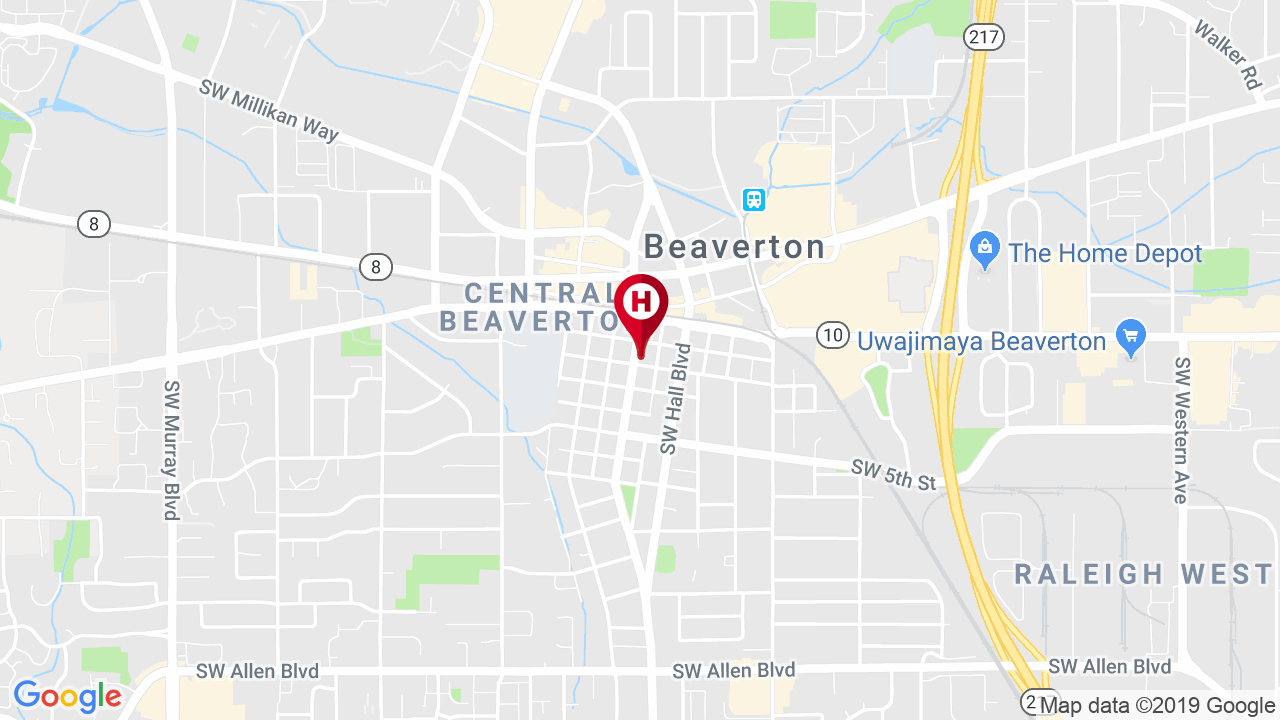 217
Walker Rd
SW Millikan Way
8
Beaverton
The Home Depot
8
CENTRAL
H
BEAVERTO
10
Uwajimaya Beaverton
SW Hall Blvd
SW Murray Blvd
SW Western Ave
SW 5th St
RALEIGH WEST
SW Allen Blvd
SW Allen Blvd
SW Allen Blvd
Google
Map data ©2019 Google